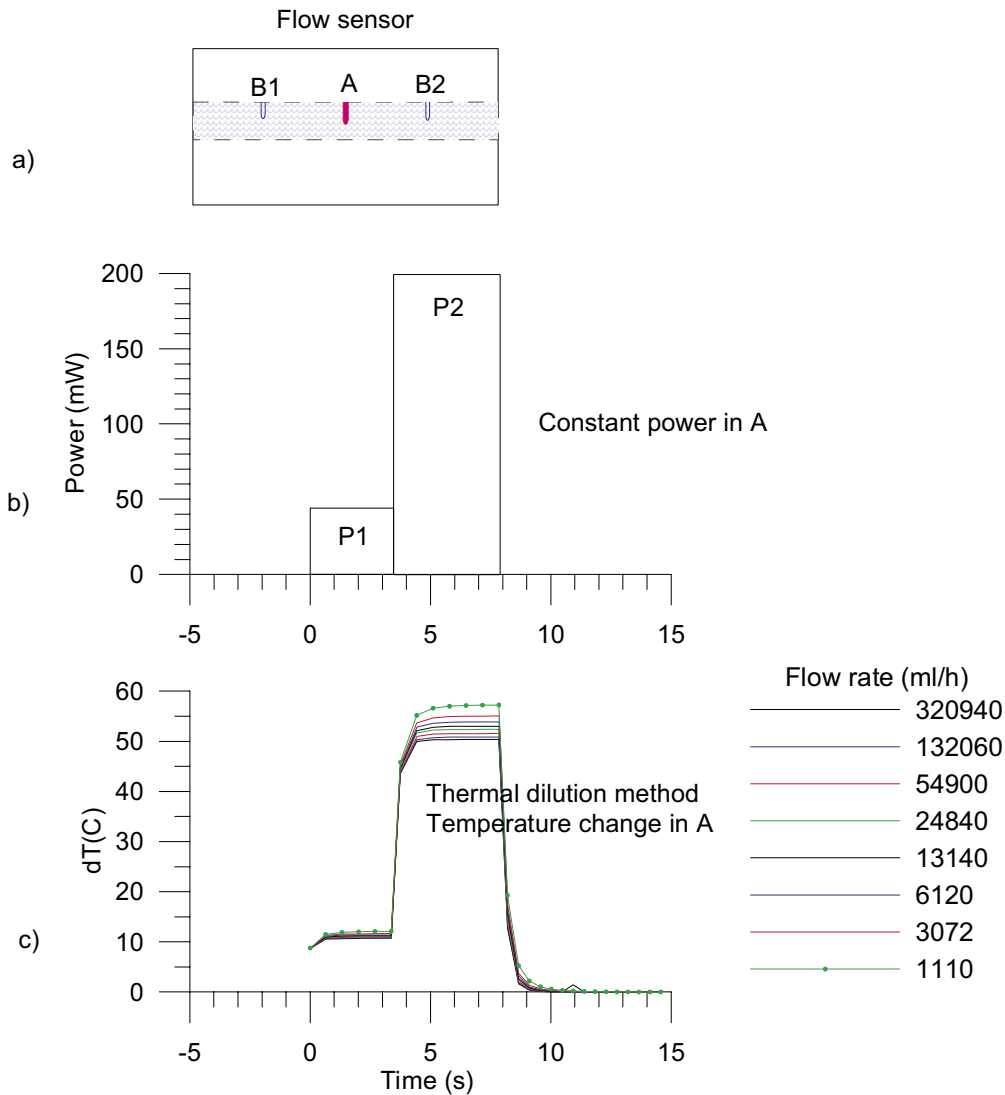 Flow sensor
B1 A B2
a)
200
150
100
50
0
Power (mW)
P1
P2
Constant power in A
b)
-5 0 5 10 15
60
50
40
30
20
10
0
dT(C)
Thermal dilution method
Temperature change in A
c)
-5 0 5 10 15
Time (s)
Flow rate (ml/h)
320940
132060
54900
24840
13140
6120
3072
1110